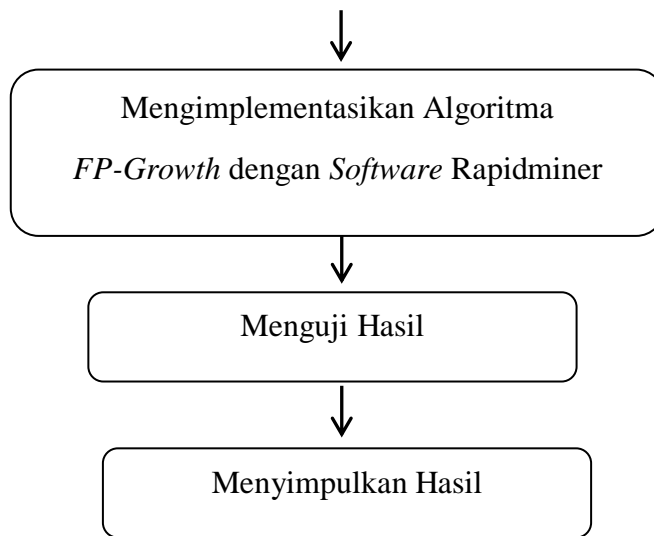 Mengimplementasikan Algoritma
FP-Growth dengan Software Rapidminer
Menguji Hasil
Menyimpulkan Hasil